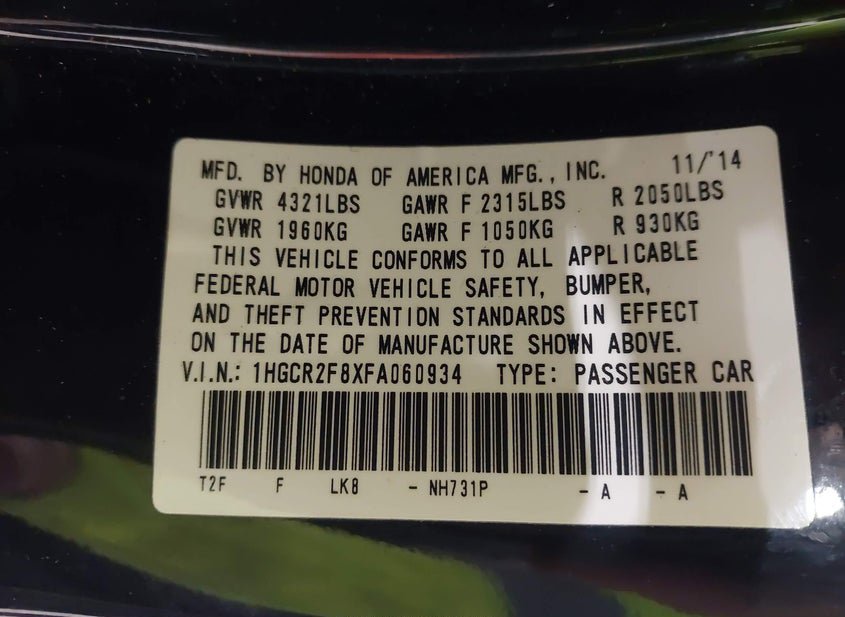 MFD. BY HONDA OF AMERICA MFG., INC. 11/'14
GVWR 4321LBS GAWR F 2315LBS R 2050LBS
GVWR 1960KG GAWR F 1050KG R 930KG
THIS VEHICLE CONFORMS TO ALL APPLICABLE
FEDERAL MOTOR VEHICLE SAFETY, BUMPER,
AND THEFT PREVENTION STANDARDS IN EFFECT
ON THE DATE OF MANUFACTURE SHOWN ABOVE.
V.I.N.: 1HGCR2F8XFA060934 TYPE: PASSENGER CAR
T2F F LK8 - NH731P - A - A